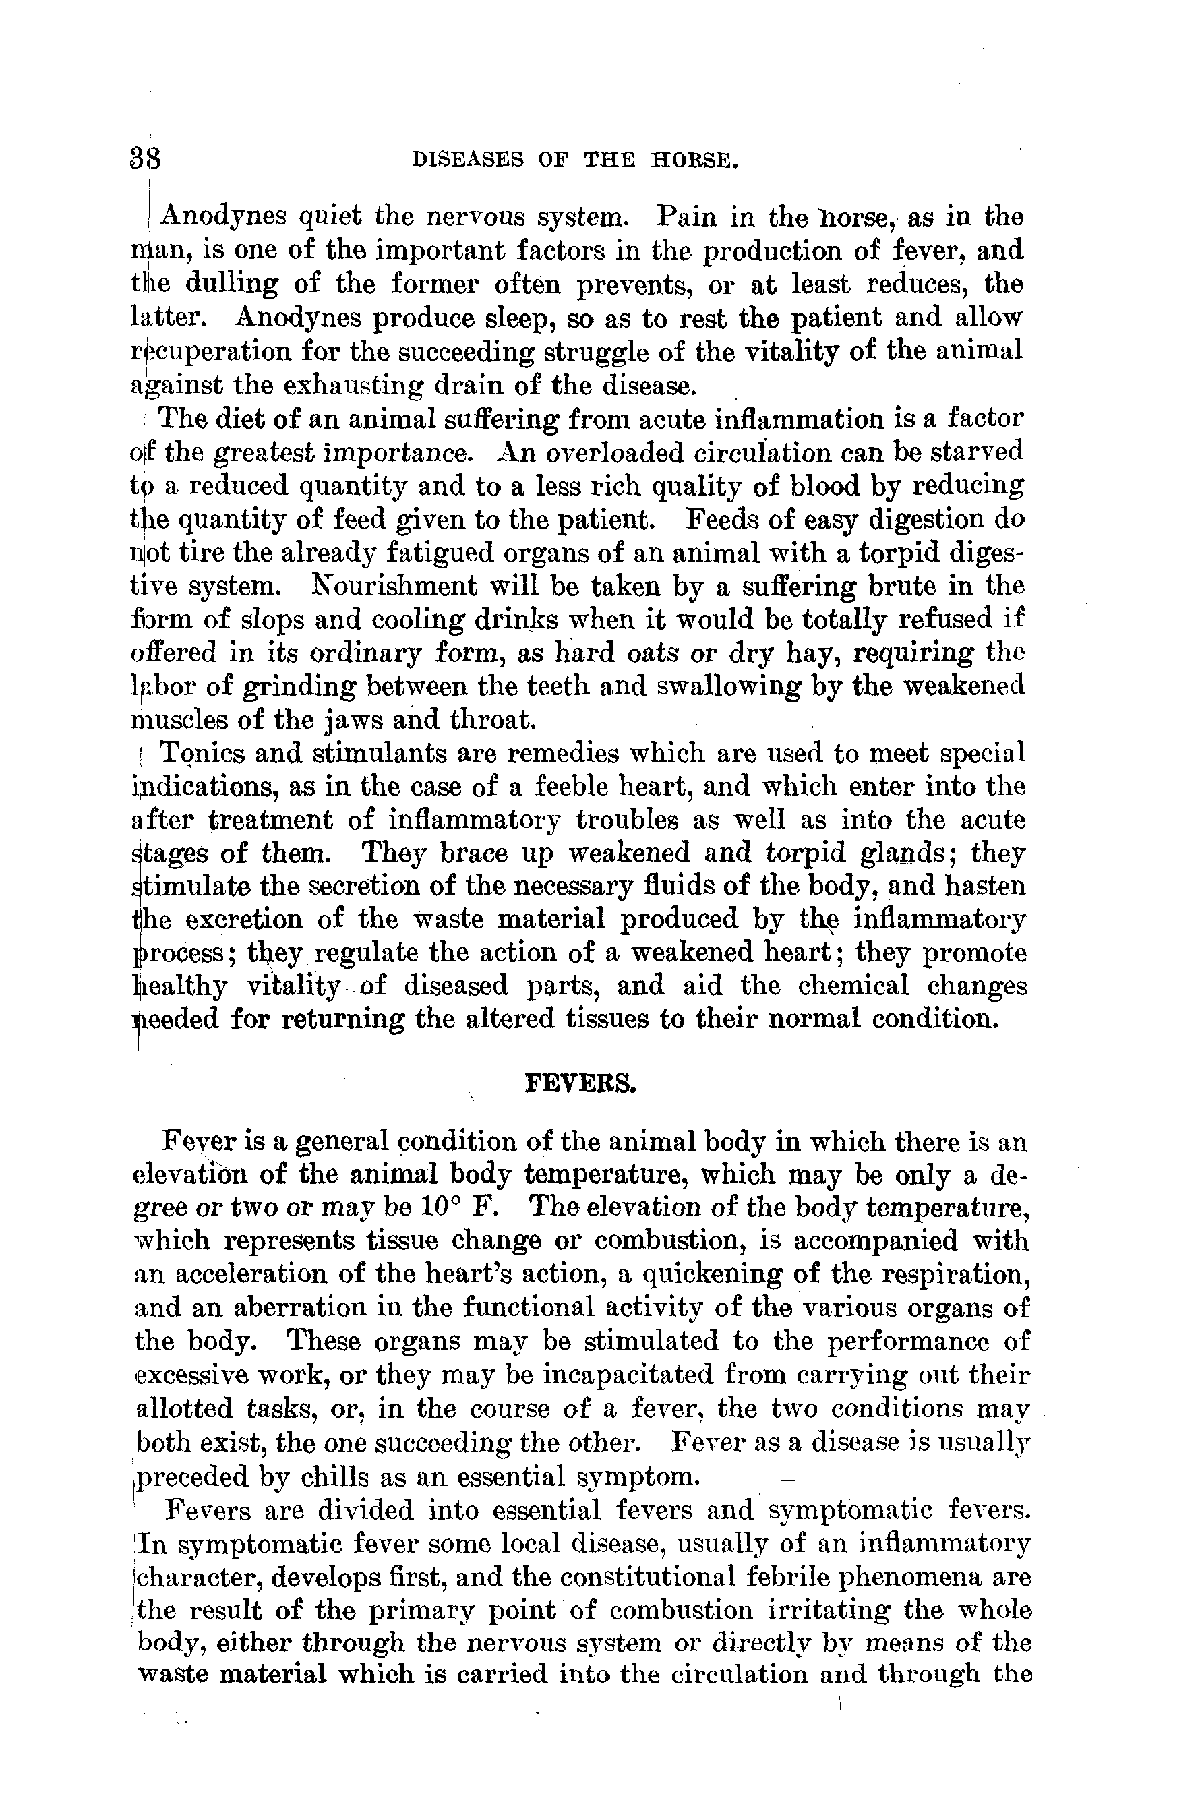 38 DISEASES OF THE HORSE.
Anodynes quiet the nervous system. Pain in the horse, as in the
man, is one of the important factors in the production of fever, and
the dulling of the former often prevents, or at least reduces, the
latter. Anodynes produce sleep, so as to rest the patient and allow
recuperation for the succeeding struggle of the vitality of the animal
against the exhausting drain of the disease.
The diet of an animal suffering from acute inflammation is a factor
of the greatest importance. An overloaded circulation can be starved
to a reduced quantity and to a less rich quality of blood by reducing
the quantity of feed given to the patient. Feeds of easy digestion do
not tire the already fatigued organs of an animal with a torpid diges-
tive system. Nourishment will be taken by a suffering brute in the
form of slops and cooling drinks when it would be totally refused if
offered in its ordinary form, as hard oats or dry hay, requiring the
labor of grinding between the teeth and swallowing by the weakened
muscles of the jaws and throat.
Tonics and stimulants are remedies which are used to meet special
indications, as in the case of a feeble heart, and which enter into the
after treatment of inflammatory troubles as well as into the acute
stages of them. They brace up weakened and torpid glands; they
stimulate the secretion of the necessary fluids of the body, and hasten
the excretion of the waste material produced by the inflammatory
process; they regulate the action of a weakened heart; they promote
healthy vitality of diseased parts, and aid the chemical changes
needed for returning the altered tissues to their normal condition.
FEVERS.
Fever is a general condition of the animal body in which there is an
elevation of the animal body temperature, which may be only a de-
gree or two or may be 10° F. The elevation of the body temperature,
which represents tissue change or combustion, is accompanied with
an acceleration of the heart's action, a quickening of the respiration,
and an aberration in the functional activity of the various organs of
the body. These organs may be stimulated to the performance of
excessive work, or they may be incapacitated from carrying out their
allotted tasks, or, in the course of a fever, the two conditions may
both exist, the one succeeding the other. Fever as a disease is usually
preceded by chills as an essential symptom.
Fevers are divided into essential fevers and symptomatic fevers.
In symptomatic fever some local disease, usually of an inflammatory
character, develops first, and the constitutional febrile phenomena are
the result of the primary point of combustion irritating the whole
body, either through the nervous system or directly by means of the
waste material which is carried into the circulation and through the